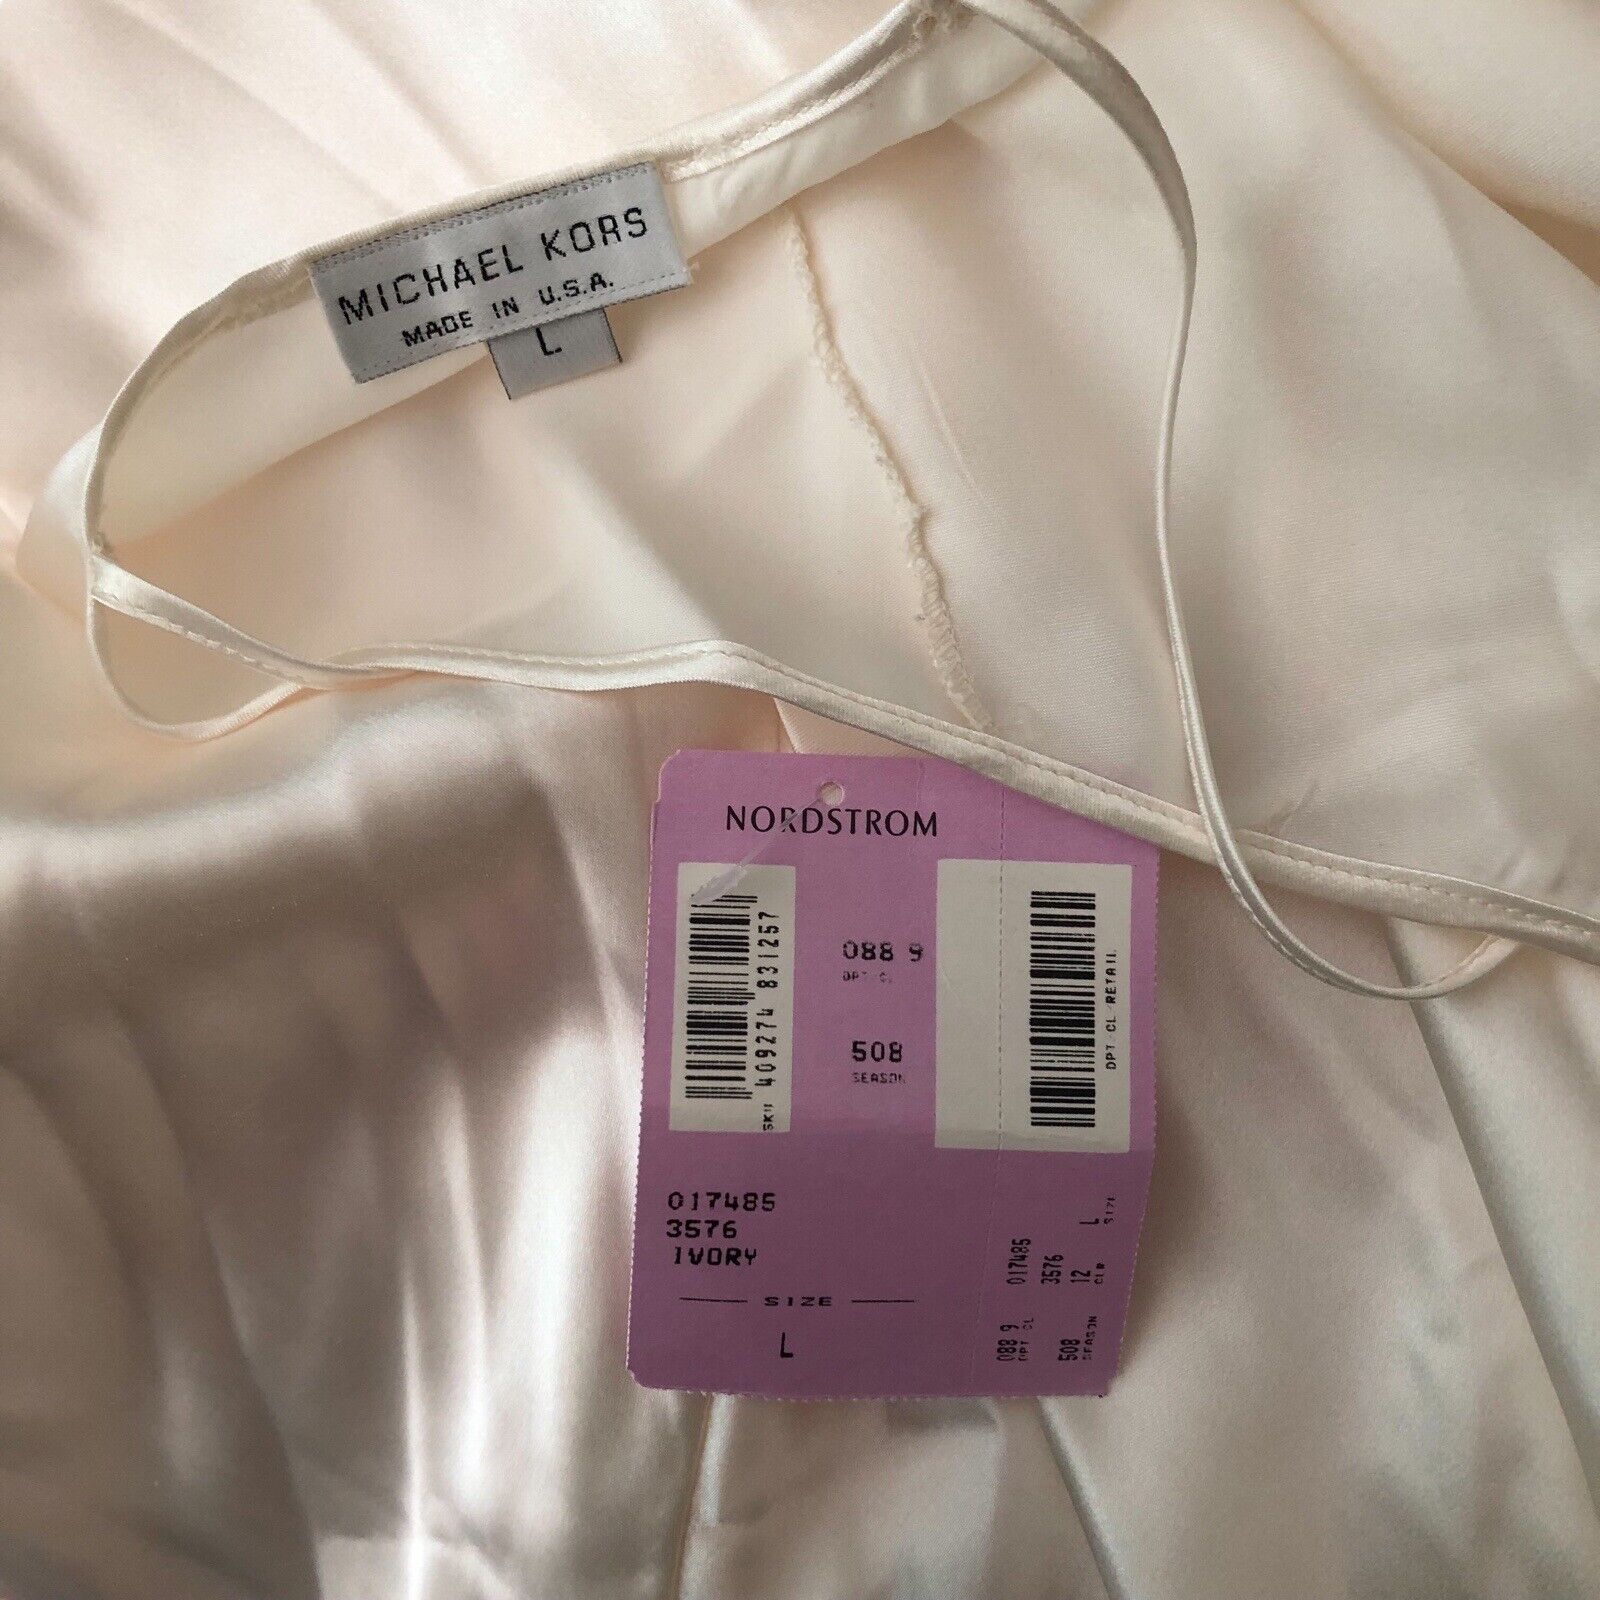 MICHAEL KORS
MADE IN U.S.A.
L
NORDSTROM
SKU 409274 831257
088 9
DPT CL
508
SEASON
DPT CL RETAIL
017485
3576
IVORY
SIZE
L
088 9 017485
DPT CL
3576
508 12 L
SEASON CLR SIZE